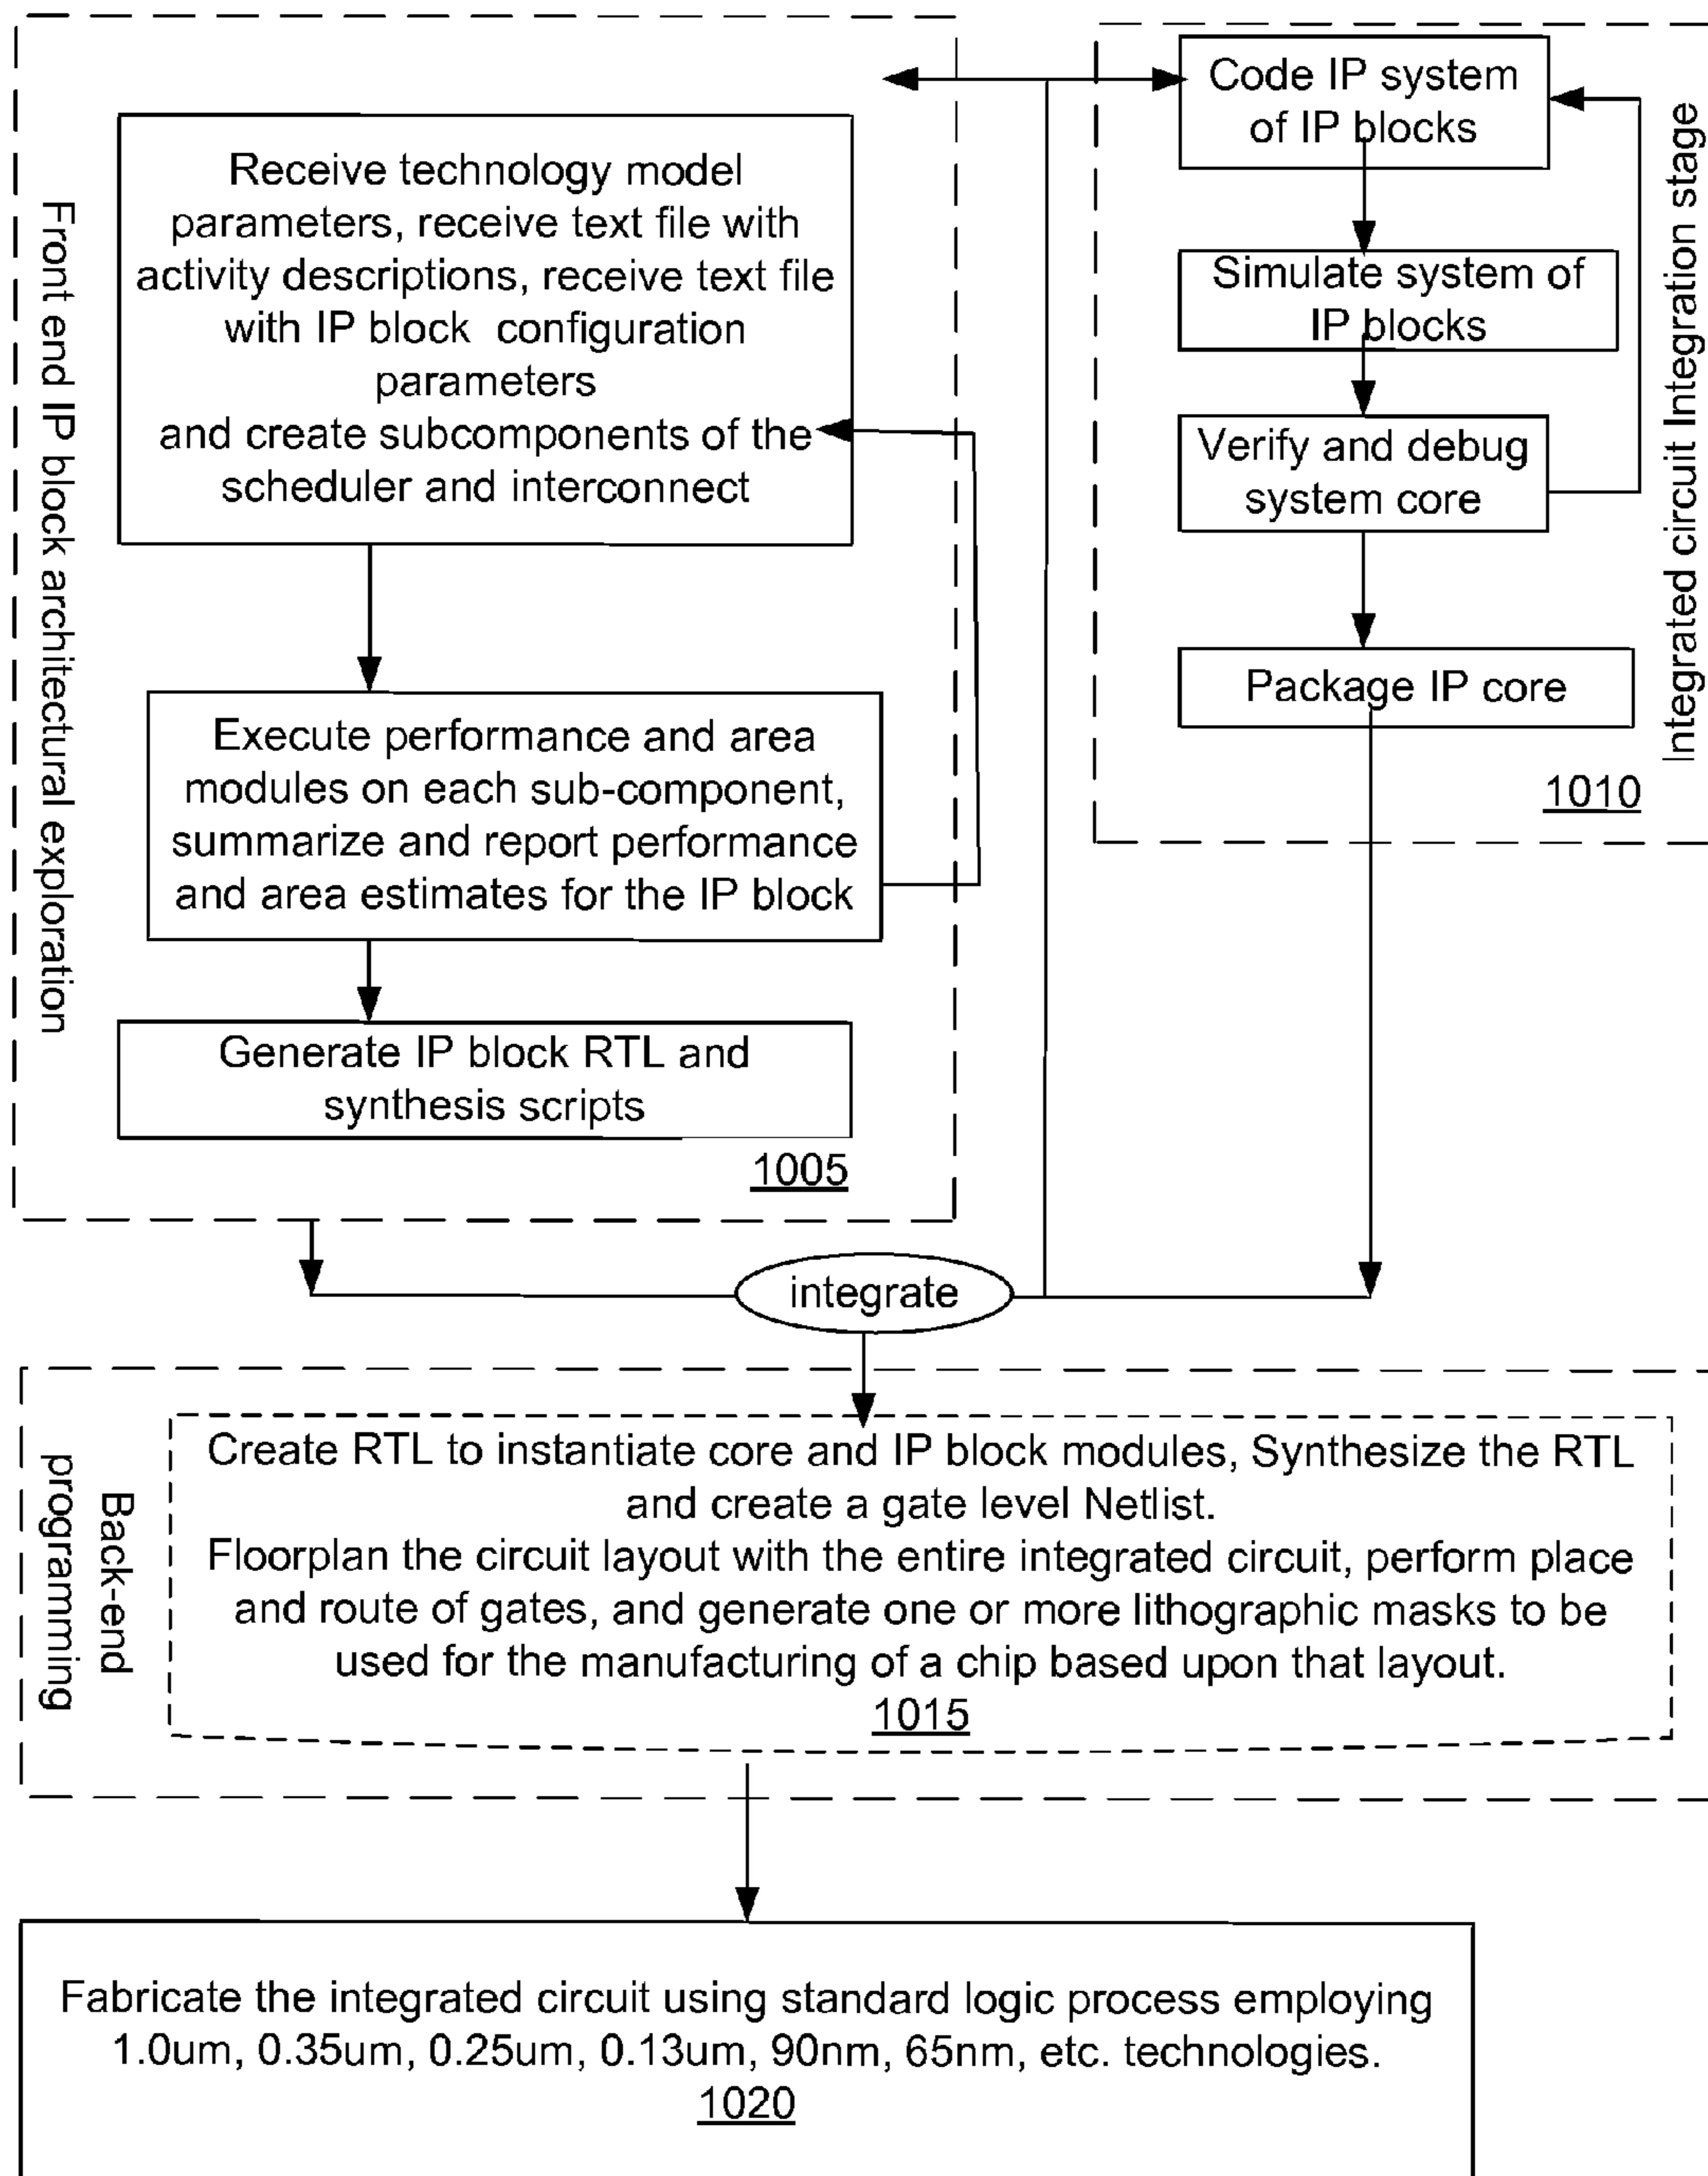 Front end IP block architectural exploration
Receive technology model
parameters, receive text file with
activity descriptions, receive text file
with IP block configuration
parameters
and create subcomponents of the
scheduler and interconnect
Execute performance and area
modules on each sub-component,
summarize and report performance
and area estimates for the IP block
Generate IP block RTL and
synthesis scripts
1005
Code IP system
of IP blocks
Simulate system of
IP blocks
Verify and debug
system core
Package IP core
1010
Integrated circuit Integration stage
integrate
Back-end
programming
Create RTL to instantiate core and IP block modules, Synthesize the RTL
and create a gate level Netlist.
Floorplan the circuit layout with the entire integrated circuit, perform place
and route of gates, and generate one or more lithographic masks to be
used for the manufacturing of a chip based upon that layout.
1015
Fabricate the integrated circuit using standard logic process employing
1.0um, 0.35um, 0.25um, 0.13um, 90nm, 65nm, etc. technologies.
1020